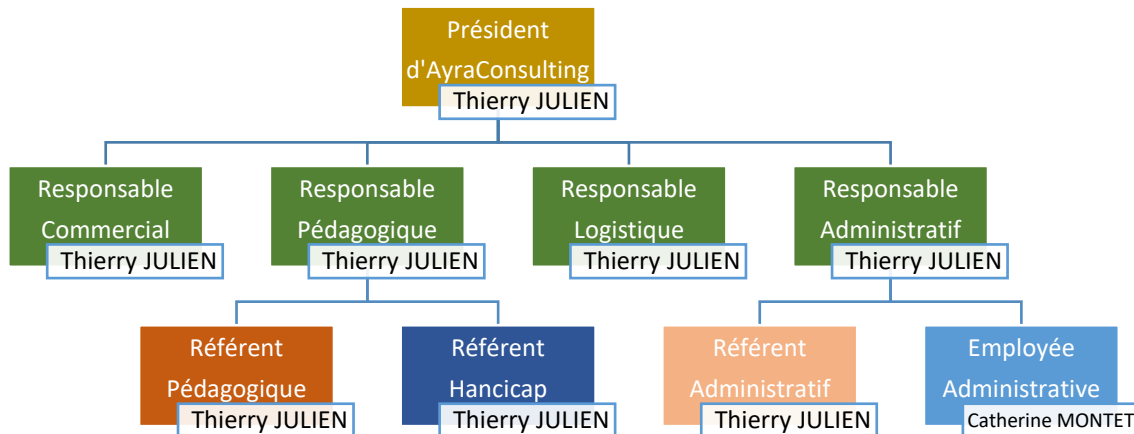 Président
d'AyraConsulting
Thierry JULIEN
Responsable
Commercial
Thierry JULIEN
Responsable
Pédagogique
Thierry JULIEN
Responsable
Logistique
Thierry JULIEN
Responsable
Administratif
Thierry JULIEN
Référent
Pédagogique
Thierry JULIEN
Référent
Hancicap
Thierry JULIEN
Référent
Administratif
Thierry JULIEN
Employée
Administrative
Catherine MONTET